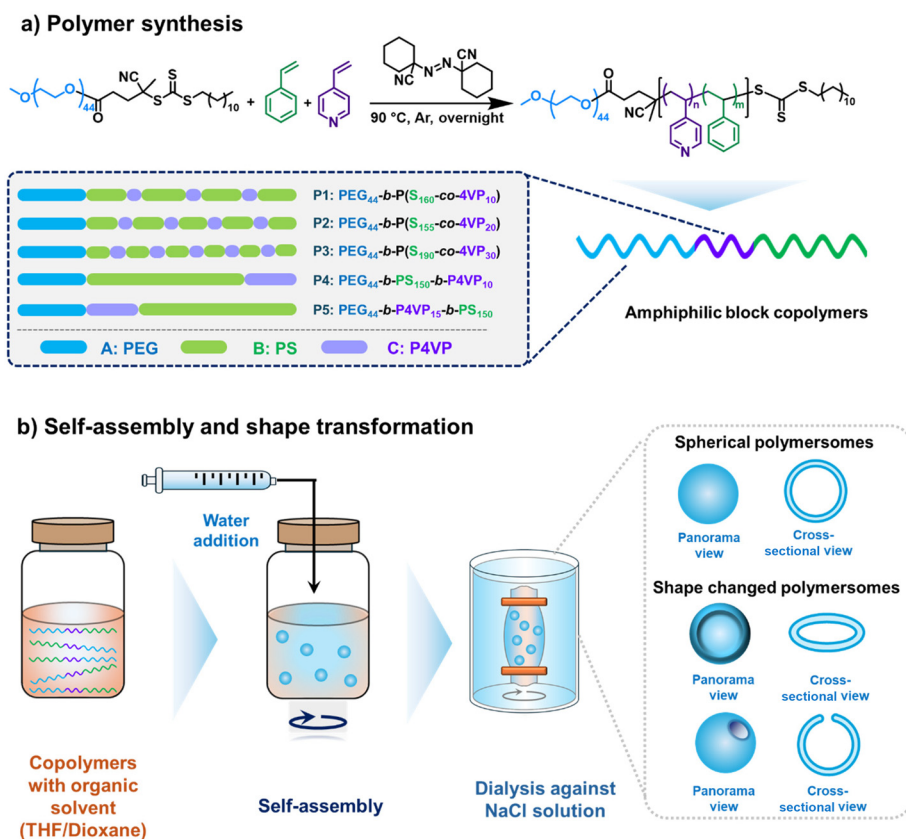 a) Polymer synthesis
NC
O
44
O
O
S
S
S
10
+
+
N
CN
N=N
CN
90 °C, Ar, overnight
O
O
44
O
NC
n
m
S
S
S
10
N
P1: PEG44-b-P(S160-co-4VP10)
P2: PEG44-b-P(S155-co-4VP20)
P3: PEG44-b-P(S190-co-4VP30)
P4: PEG44-b-PS150-b-P4VP10
P5: PEG44-b-P4VP15-b-PS150
A: PEG B: PS C: P4VP
Amphiphilic block copolymers
b) Self-assembly and shape transformation
Water
addition
Copolymers
with organic
solvent
(THF/Dioxane)
Self-assembly
Dialysis against
NaCl solution
Spherical polymersomes
Panorama
view
Cross-
sectional view
Shape changed polymersomes
Panorama
view
Cross-
sectional view
Panorama
view
Cross-
sectional view